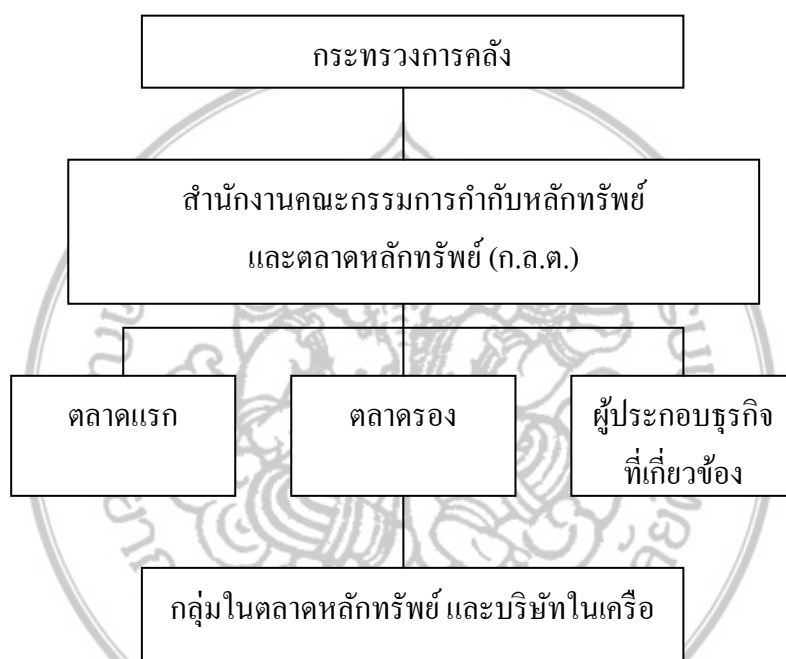 กระทรวงการคลัง
สำนักงานคณะกรรมการกำกับหลักทรัพย์
และตลาดหลักทรัพย์ (ก.ล.ต.)
ตลาดแรก
ตลาดรอง
ผู้ประกอบธุรกิจ
ที่เกี่ยวข้อง
กลุ่มในตลาดหลักทรัพย์ และบริษัทในเครือ